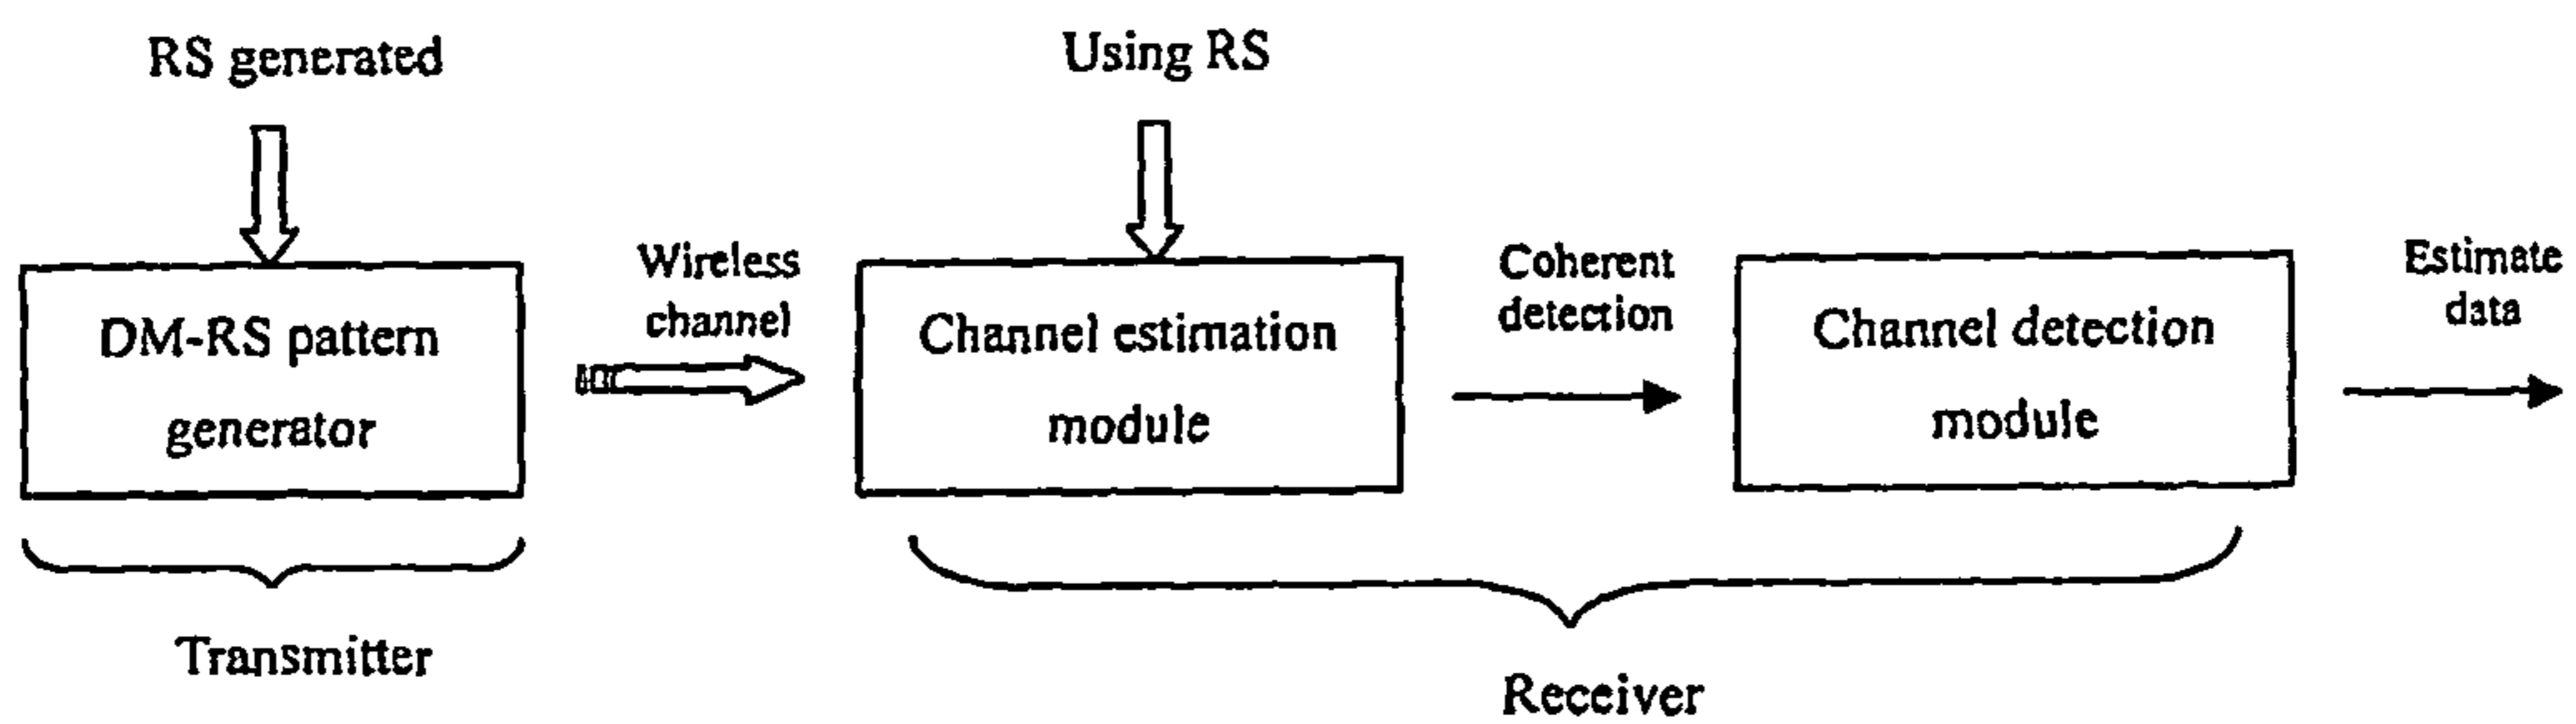 RS generated
Using RS
Wireless
channel
Coherent
detection
Estimate
data
DM-RS pattern
generator
Channel estimation
module
Channel detection
module
Transmitter
Receiver